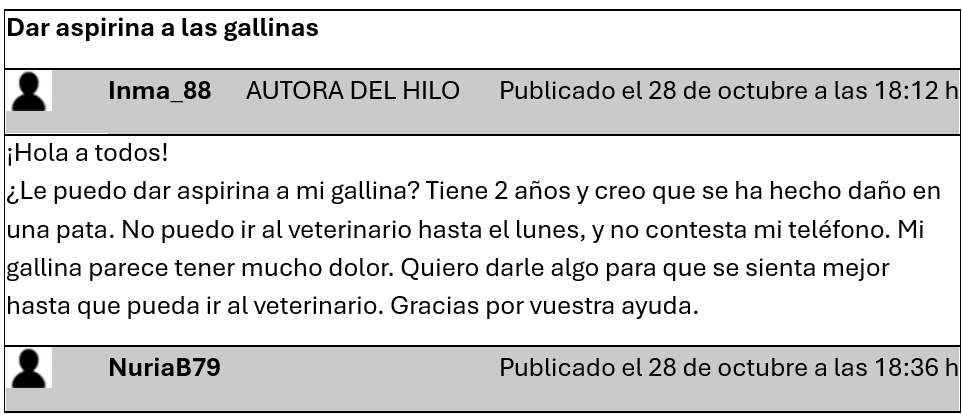 Dar aspirina a las gallinas
Inma_88 AUTORA DEL HILO Publicado el 28 de octubre a las 18:12 h
¡Hola a todos!
¿Le puedo dar aspirina a mi gallina? Tiene 2 años y creo que se ha hecho daño en
una pata. No puedo ir al veterinario hasta el lunes, y no contesta mi teléfono. Mi
gallina parece tener mucho dolor. Quiero darle algo para que se sienta mejor
hasta que pueda ir al veterinario. Gracias por vuestra ayuda.
NuriaB79 Publicado el 28 de octubre a las 18:36 h